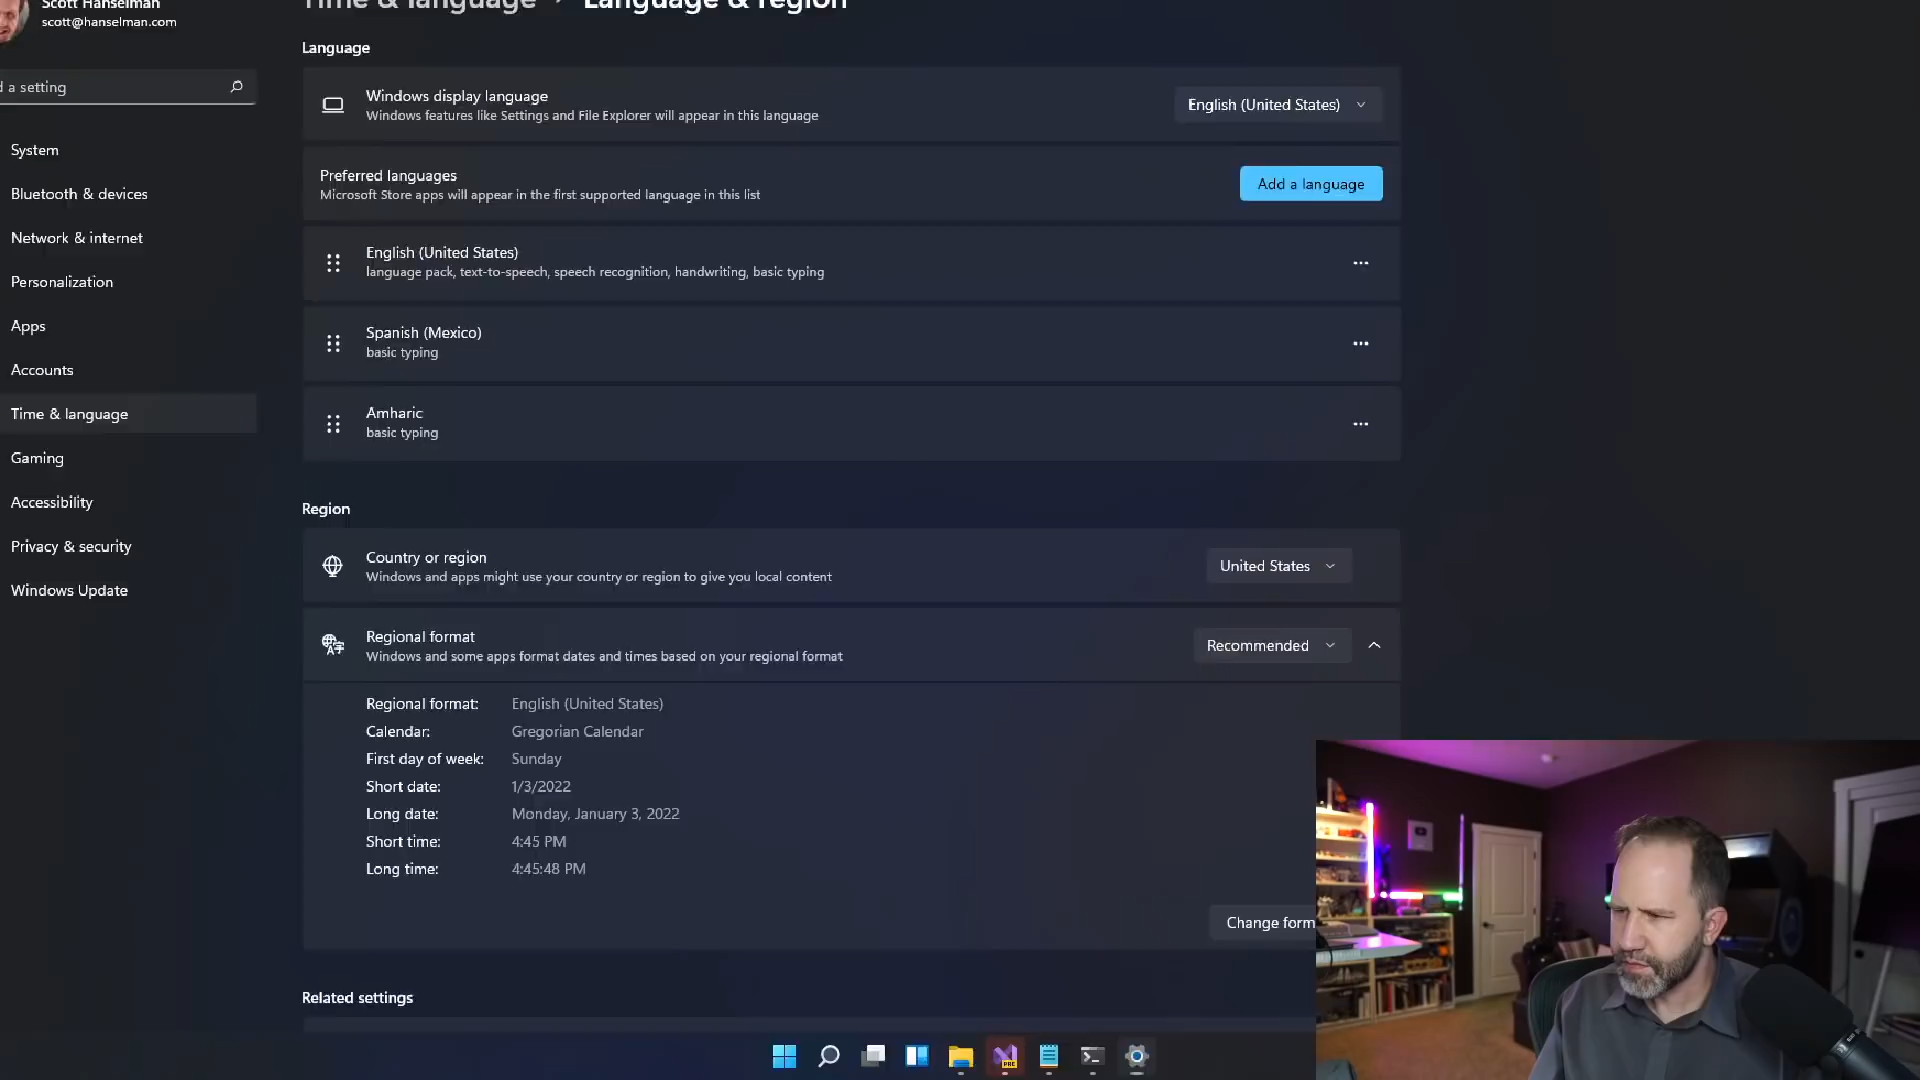 Scott Hanselman
scott@hanselman.com
Time & language > Language & region
a setting
System
Bluetooth & devices
Network & internet
Personalization
Apps
Accounts
Time & language
Gaming
Accessibility
Privacy & security
Windows Update
Language
Windows display language
Windows features like Settings and File Explorer will appear in this language
English (United States)
Preferred languages
Microsoft Store apps will appear in the first supported language in this list
Add a language
English (United States)
language pack, text-to-speech, speech recognition, handwriting, basic typing
Spanish (Mexico)
basic typing
Amharic
basic typing
Region
Country or region
Windows and apps might use your country or region to give you local content
United States
Regional format
Windows and some apps format dates and times based on your regional format
Recommended
Regional format: English (United States)
Calendar: Gregorian Calendar
First day of week: Sunday
Short date: 1/3/2022
Long date: Monday, January 3, 2022
Short time: 4:45 PM
Long time: 4:45:48 PM
Change form
Related settings
PRE